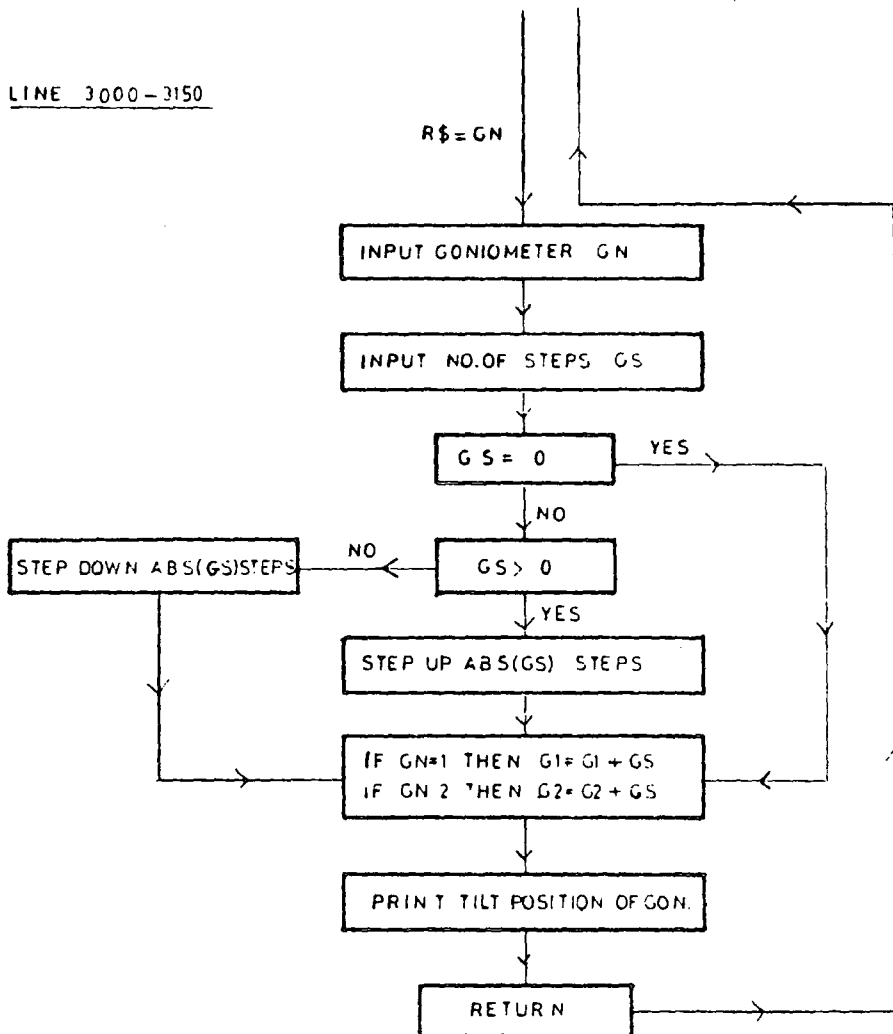 LINE 3000-3150
R$=GN
INPUT GONIOMETER GN
INPUT NO.OF STEPS GS
GS= 0
YES
NO
GS> 0
NO
STEP DOWN ABS(GS)STEPS
YES
STEP UP ABS(GS) STEPS
IF GN=1 THEN G1=G1+GS
IF GN 2 THEN G2=G2+GS
PRINT TILT POSITION OF GON.
RETURN